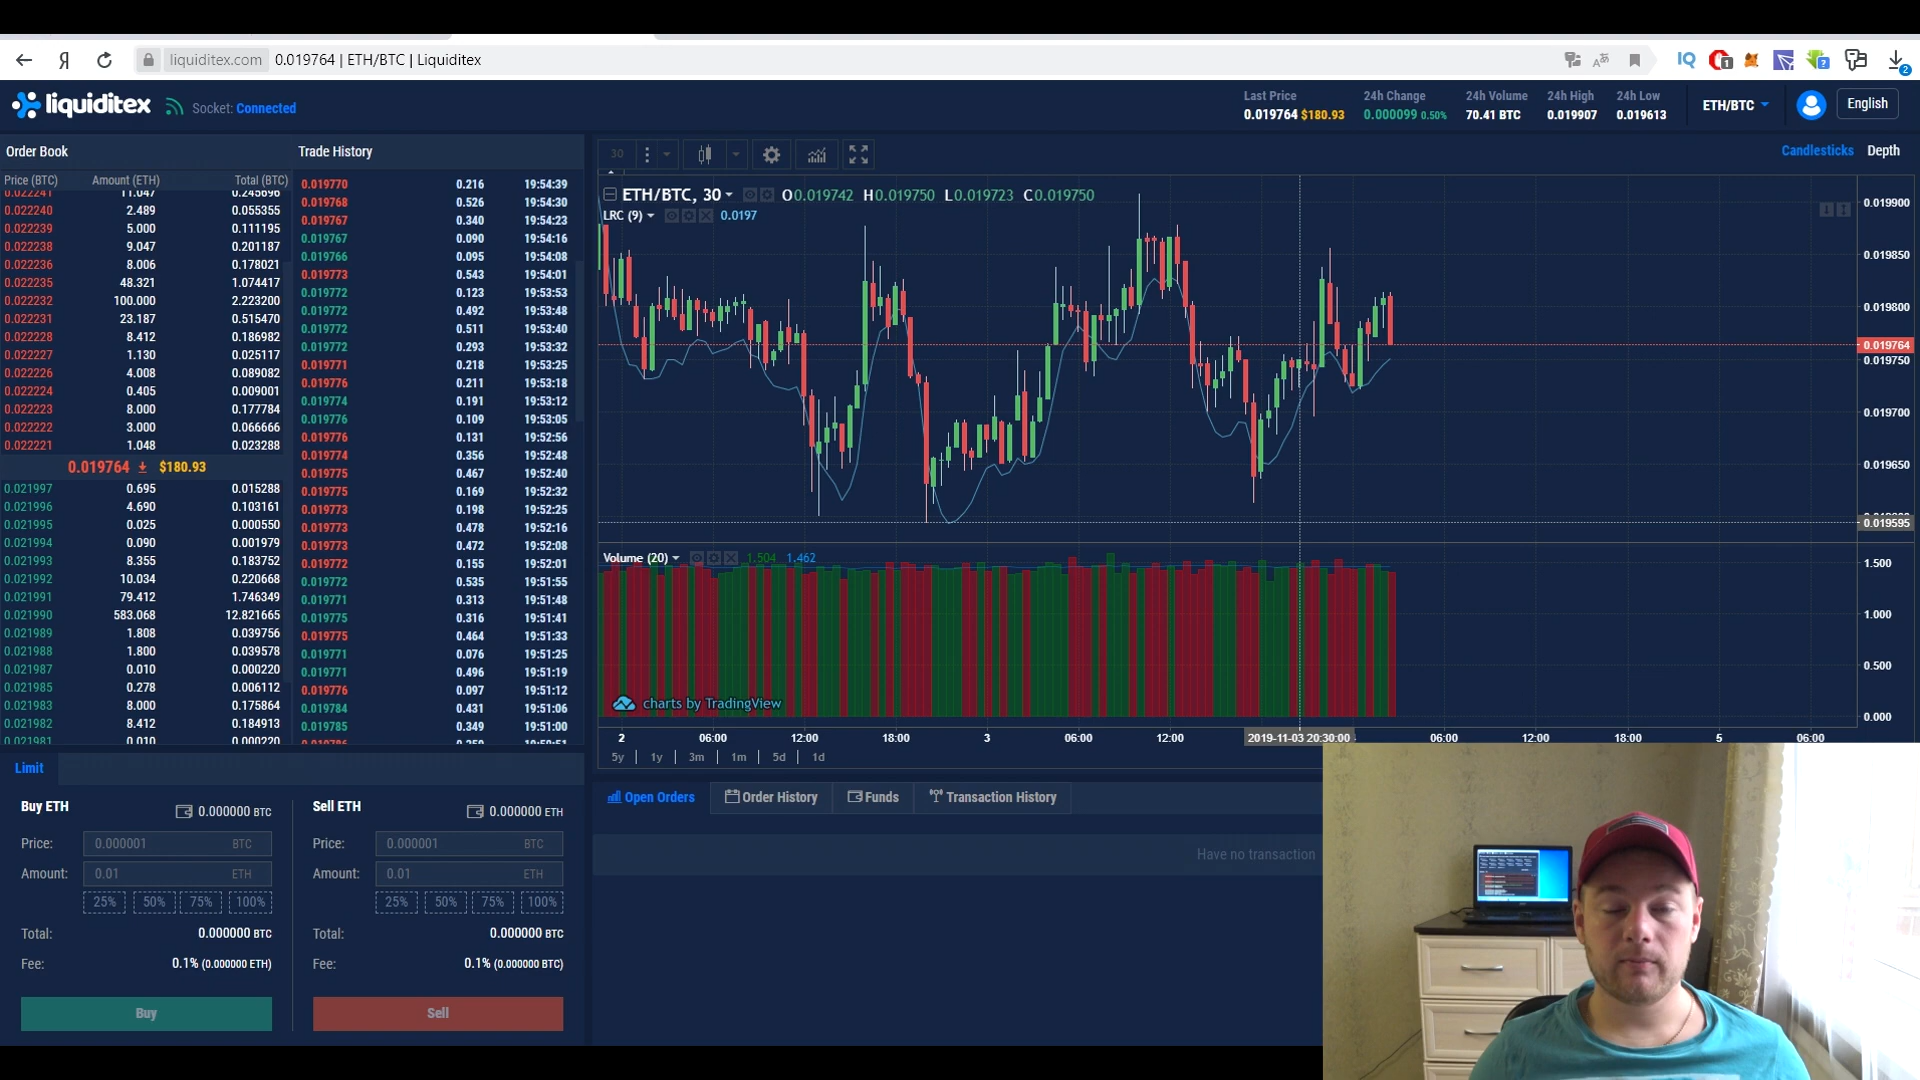 liquiditex.com 0.019764 | ETH/BTC | Liquiditex
liquiditex Socket: Connected
Last Price 24h Change 24h Volume 24h High 24h Low
0.019764 $180.93 0.000099 0.50% 70.41 BTC 0.019907 0.019613
ETH/BTC English
Order Book
Price (BTC) Amount (ETH) Total (BTC)
0.022241 11.047 0.245696
0.022240 2.489 0.055355
0.022239 5.000 0.111195
0.022238 9.047 0.201187
0.022236 8.006 0.178021
0.022235 48.321 1.074417
0.022232 100.000 2.223200
0.022231 23.187 0.515470
0.022228 8.412 0.186982
0.022227 1.130 0.025117
0.022226 4.008 0.089082
0.022224 0.405 0.009001
0.022223 8.000 0.177784
0.022222 3.000 0.066666
0.022221 1.048 0.023288
0.019764 $180.93
0.021997 0.695 0.015288
0.021996 4.690 0.103161
0.021995 0.025 0.000550
0.021994 0.090 0.001979
0.021993 8.355 0.183752
0.021992 10.034 0.220668
0.021991 79.412 1.746349
0.021990 583.068 12.821665
0.021989 1.808 0.039756
0.021988 1.800 0.039578
0.021987 0.010 0.000220
0.021985 0.278 0.006112
0.021983 8.000 0.175864
0.021982 8.412 0.184913
0.021981 0.010 0.000220
Trade History
0.019770 0.216 19:54:39
0.019768 0.526 19:54:30
0.019767 0.340 19:54:23
0.019767 0.090 19:54:16
0.019766 0.095 19:54:08
0.019773 0.543 19:54:01
0.019772 0.123 19:53:53
0.019772 0.492 19:53:48
0.019772 0.511 19:53:40
0.019772 0.293 19:53:32
0.019771 0.218 19:53:25
0.019776 0.211 19:53:18
0.019774 0.191 19:53:12
0.019776 0.109 19:53:05
0.019776 0.131 19:52:56
0.019774 0.356 19:52:48
0.019775 0.467 19:52:40
0.019775 0.169 19:52:32
0.019773 0.198 19:52:25
0.019773 0.478 19:52:16
0.019773 0.472 19:52:08
0.019772 0.155 19:52:01
0.019772 0.535 19:51:55
0.019771 0.313 19:51:48
0.019775 0.316 19:51:41
0.019775 0.464 19:51:33
0.019771 0.076 19:51:25
0.019771 0.496 19:51:19
0.019776 0.097 19:51:12
0.019784 0.431 19:51:06
0.019785 0.349 19:51:00
30
Candlesticks Depth
ETH/BTC, 30 O0.019742 H0.019750 L0.019723 C0.019750
LRC (9) 0.0197
0.019900
0.019850
0.019800
0.019764
0.019750
0.019700
0.019650
0.019595
Volume (20) 1.504 1.462
1.500
1.000
0.500
0.000
charts by TradingView
2 06:00 12:00 18:00 3 06:00 12:00 2019-11-03 20:30:00 06:00 12:00 18:00 5 06:00
5y 1y 3m 1m 5d 1d
Open Orders Order History Funds Transaction History
Have no transaction
Limit
Buy ETH 0.000000 BTC
Price: 0.000001 BTC
Amount: 0.01 ETH
25% 50% 75% 100%
Total: 0.000000 BTC
Fee: 0.1% (0.000000 ETH)
Buy
Sell ETH 0.000000 ETH
Price: 0.000001 BTC
Amount: 0.01 ETH
25% 50% 75% 100%
Total: 0.000000 BTC
Fee: 0.1% (0.000000 BTC)
Sell